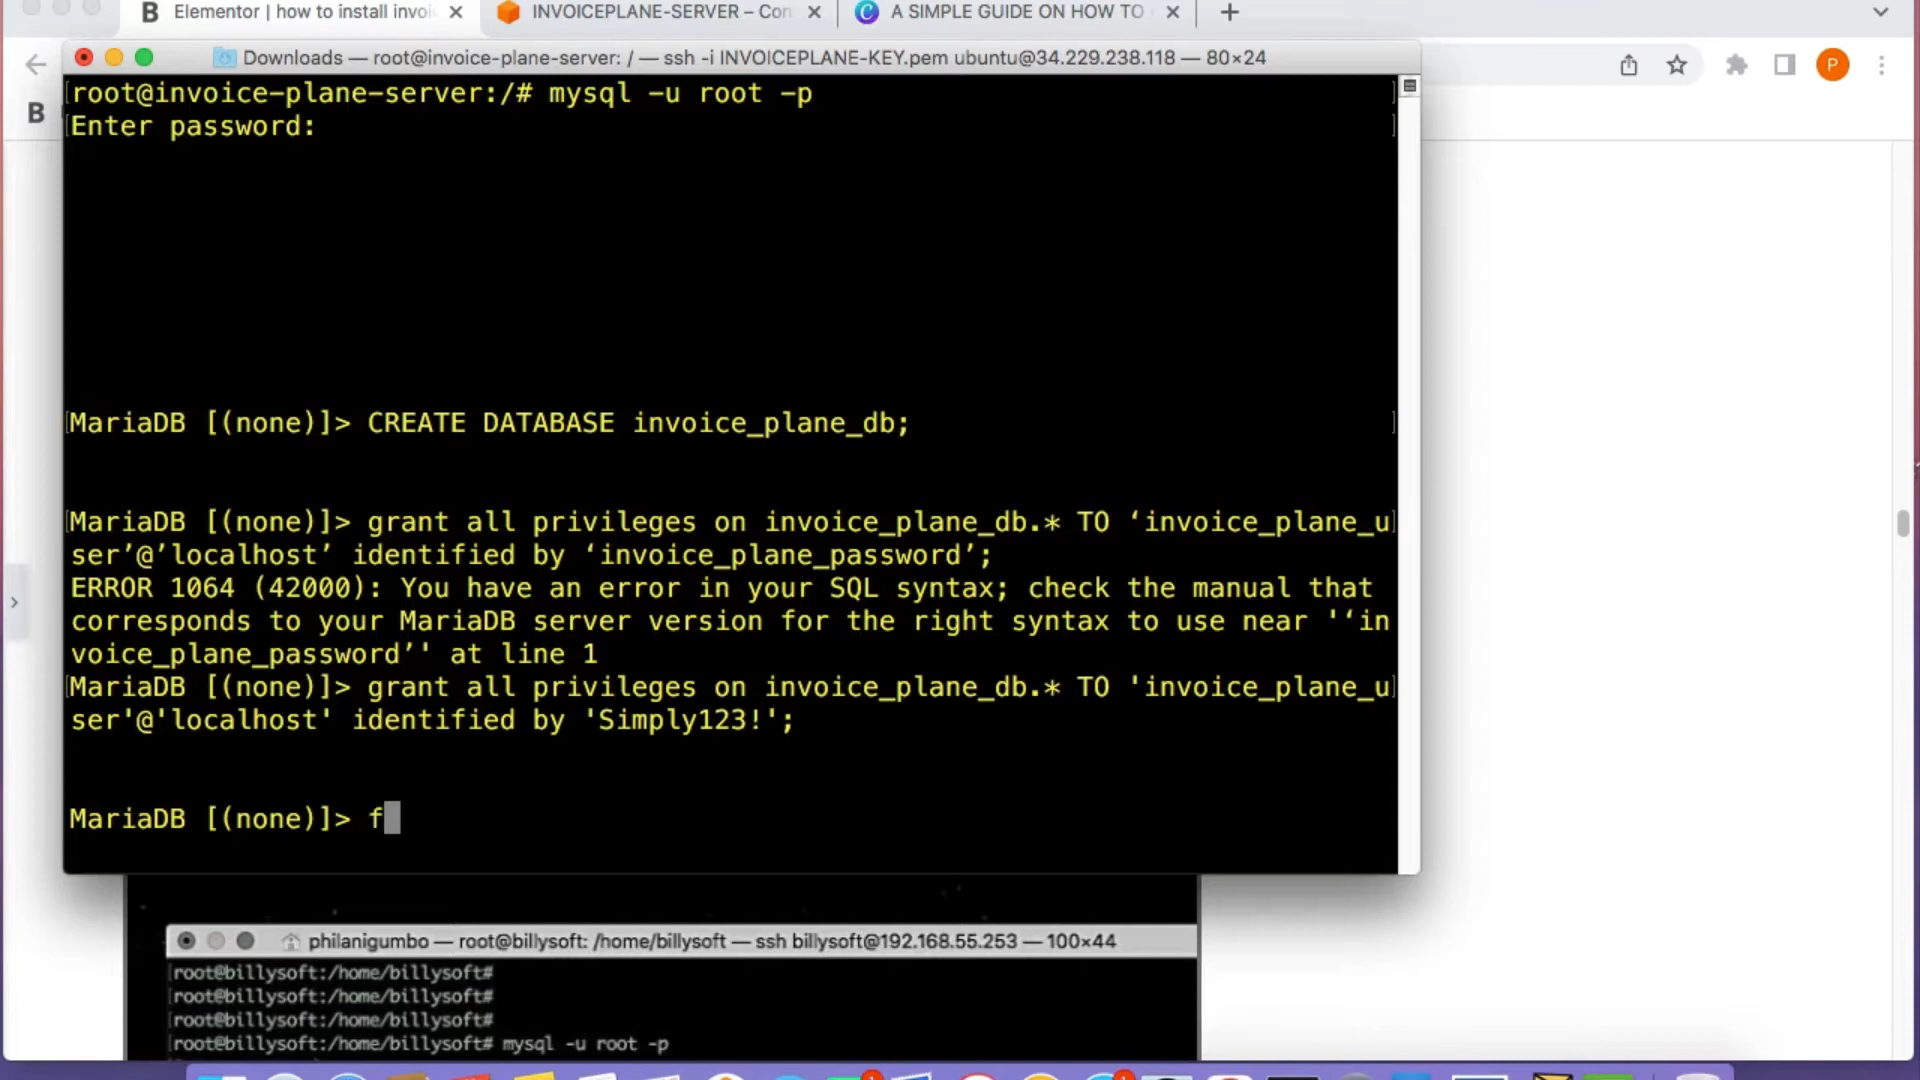 Elementor | how to install invoi
INVOICEPLANE-SERVER – Con
A SIMPLE GUIDE ON HOW TO
Downloads — root@invoice-plane-server: / — ssh -i INVOICEPLANE-KEY.pem ubuntu@34.229.238.118 — 80×24
P
B
[root@invoice-plane-server:/# mysql -u root -p ]
[Enter password: ]
[MariaDB [(none)]> CREATE DATABASE invoice_plane_db; ]
[MariaDB [(none)]> grant all privileges on invoice_plane_db.* TO ‘invoice_plane_u]
ser’@’localhost’ identified by ‘invoice_plane_password’;
ERROR 1064 (42000): You have an error in your SQL syntax; check the manual that
corresponds to your MariaDB server version for the right syntax to use near '‘in
voice_plane_password’' at line 1
[MariaDB [(none)]> grant all privileges on invoice_plane_db.* TO 'invoice_plane_u]
ser'@'localhost' identified by 'Simply123!';
MariaDB [(none)]> f
philanigumbo — root@billysoft: /home/billysoft — ssh billysoft@192.168.55.253 — 100×44
[root@billysoft:/home/billysoft#
[root@billysoft:/home/billysoft#
[root@billysoft:/home/billysoft#
[root@billysoft:/home/billysoft# mysql -u root -p